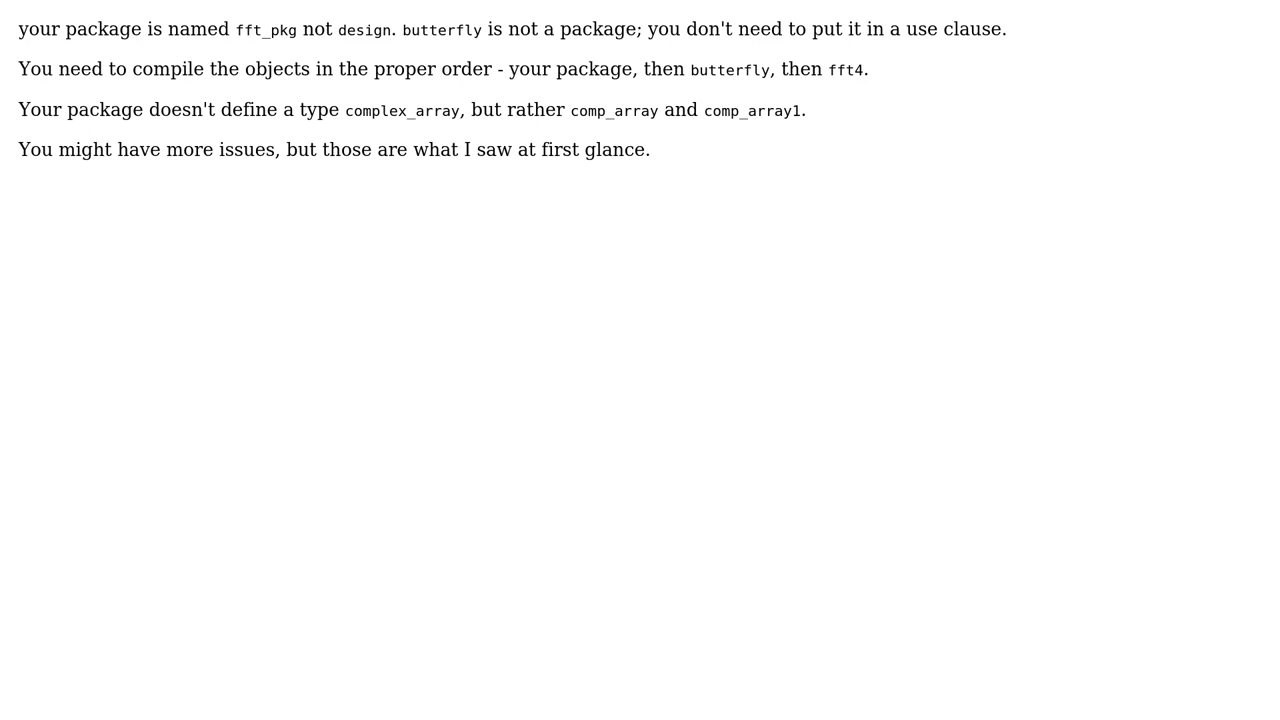 your package is named fft_pkg not design. butterfly is not a package; you don't need to put it in a use clause.
You need to compile the objects in the proper order - your package, then butterfly, then fft4.
Your package doesn't define a type complex_array, but rather comp_array and comp_array1.
You might have more issues, but those are what I saw at first glance.